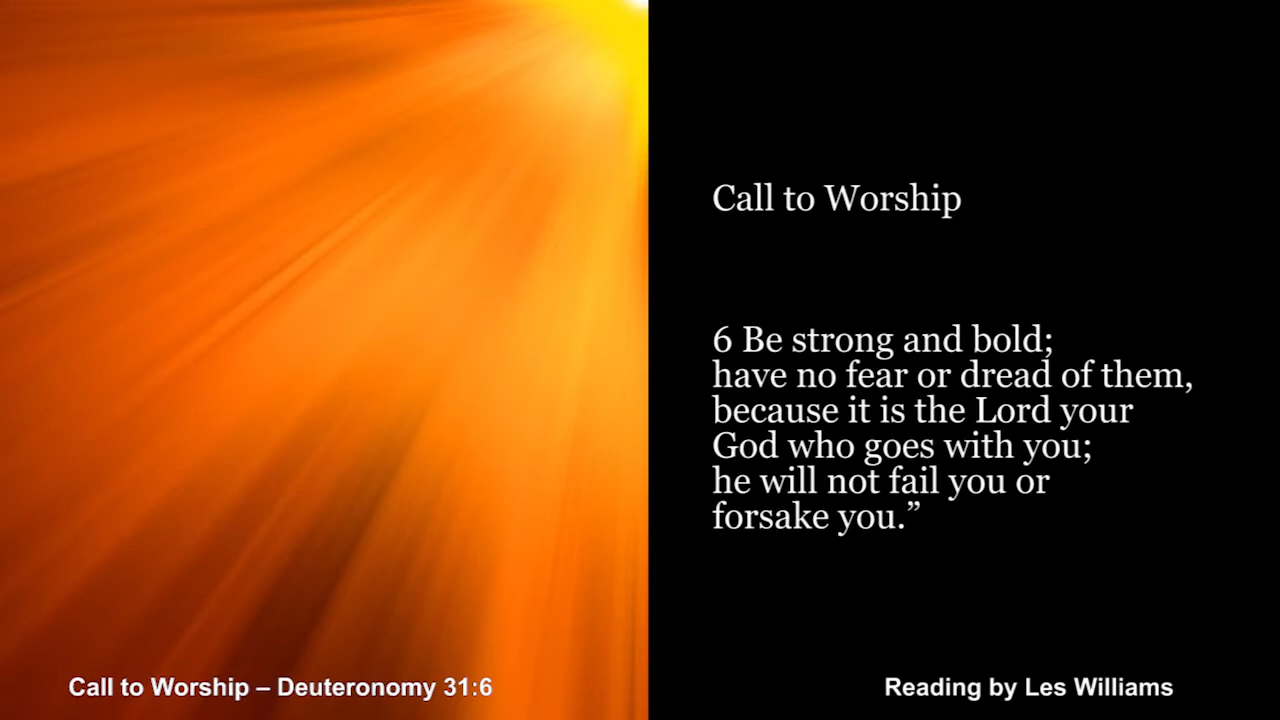 Call to Worship
6 Be strong and bold;
have no fear or dread of them,
because it is the Lord your
God who goes with you;
he will not fail you or
forsake you.”
Call to Worship – Deuteronomy 31:6
Reading by Les Williams